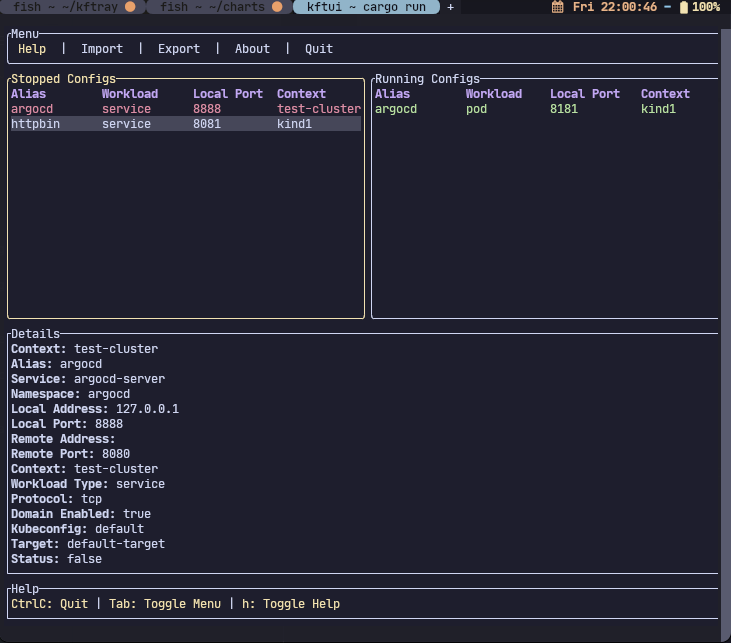 fish ~ ~/kftray fish ~ ~/charts kftui ~ cargo run + Fri 22:00:46 – 100%
Menu
Help | Import | Export | About | Quit
Stopped Configs
Alias Workload Local Port Context
argocd service 8888 test-cluster
httpbin service 8081 kind1
Running Configs
Alias Workload Local Port Context
argocd pod 8181 kind1
Details
Context: test-cluster
Alias: argocd
Service: argocd-server
Namespace: argocd
Local Address: 127.0.0.1
Local Port: 8888
Remote Address:
Remote Port: 8080
Context: test-cluster
Workload Type: service
Protocol: tcp
Domain Enabled: true
Kubeconfig: default
Target: default-target
Status: false
Help
CtrlC: Quit | Tab: Toggle Menu | h: Toggle Help